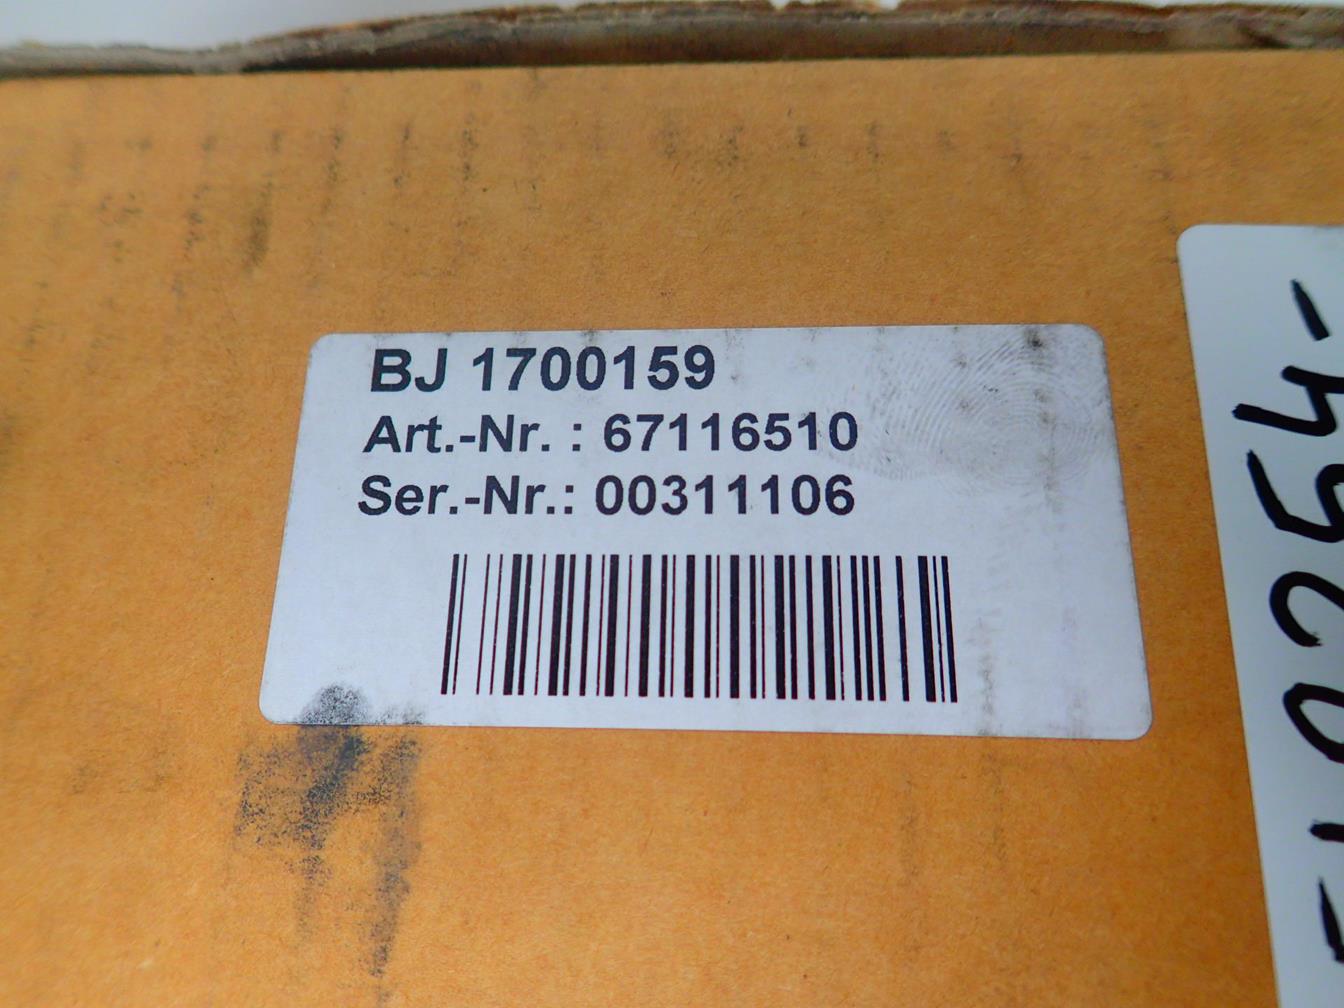 BJ 1700159
Art.-Nr. : 67116510
Ser.-Nr.: 00311106